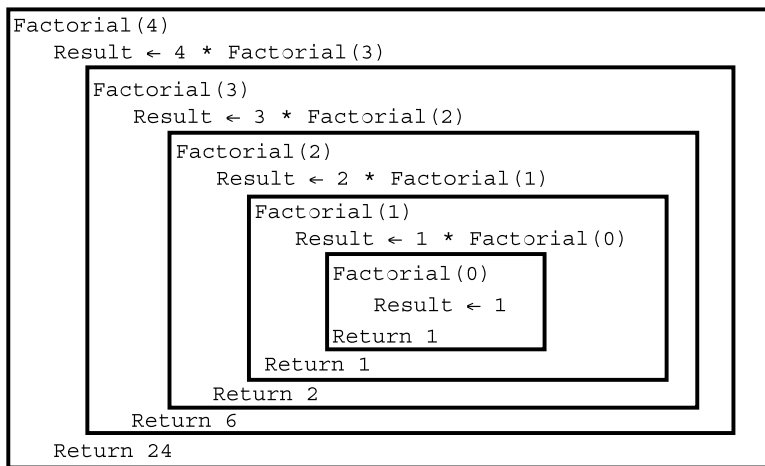 Factorial(4)
Result ← 4 * Factorial(3)
Factorial(3)
Result ← 3 * Factorial(2)
Factorial(2)
Result ← 2 * Factorial(1)
Factorial(1)
Result ← 1 * Factorial(0)
Factorial(0)
Result ← 1
Return 1
Return 1
Return 2
Return 6
Return 24